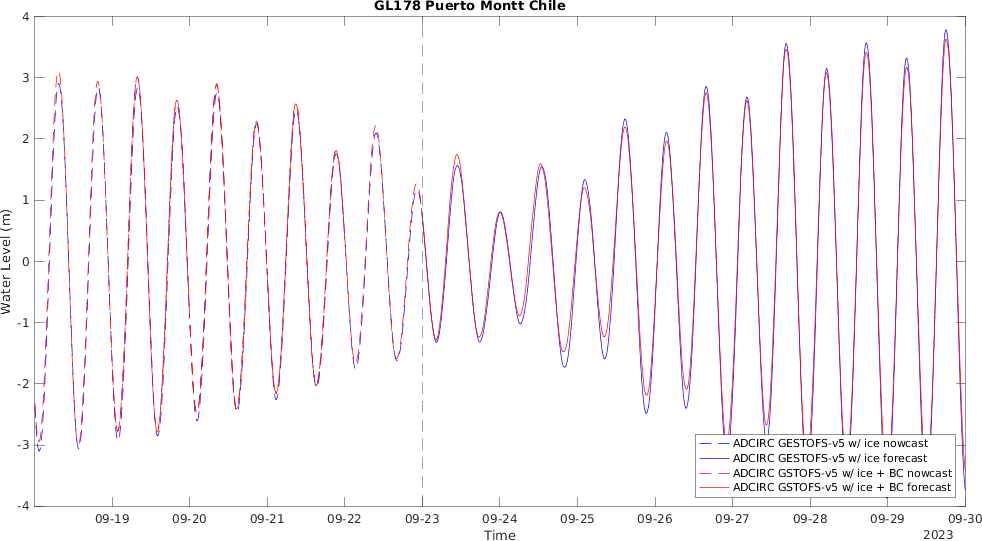 GL178 Puerto Montt Chile
4
3
2
1
0
-1
-2
-3
-4
Water Level (m)
ADCIRC GESTOFS-v5 w/ ice nowcast
ADCIRC GESTOFS-v5 w/ ice forecast
ADCIRC GSTOFS-v5 w/ ice + BC nowcast
ADCIRC GSTOFS-v5 w/ ice + BC forecast
09-19 09-20 09-21 09-22 09-23 09-24 09-25 09-26 09-27 09-28 09-29 09-30
Time
2023